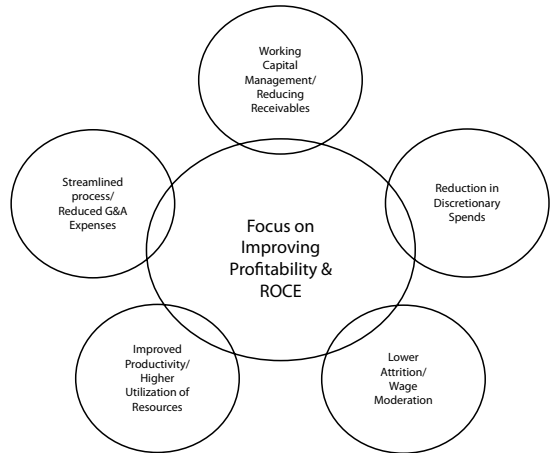 Working
Capital
Management/
Reducing
Receivables
Streamlined
process/
Reduced G&A
Expenses
Reduction in
Discretionary
Spends
Focus on
Improving
Profitability &
ROCE
Improved
Productivity/
Higher
Utilization of
Resources
Lower
Attrition/
Wage
Moderation